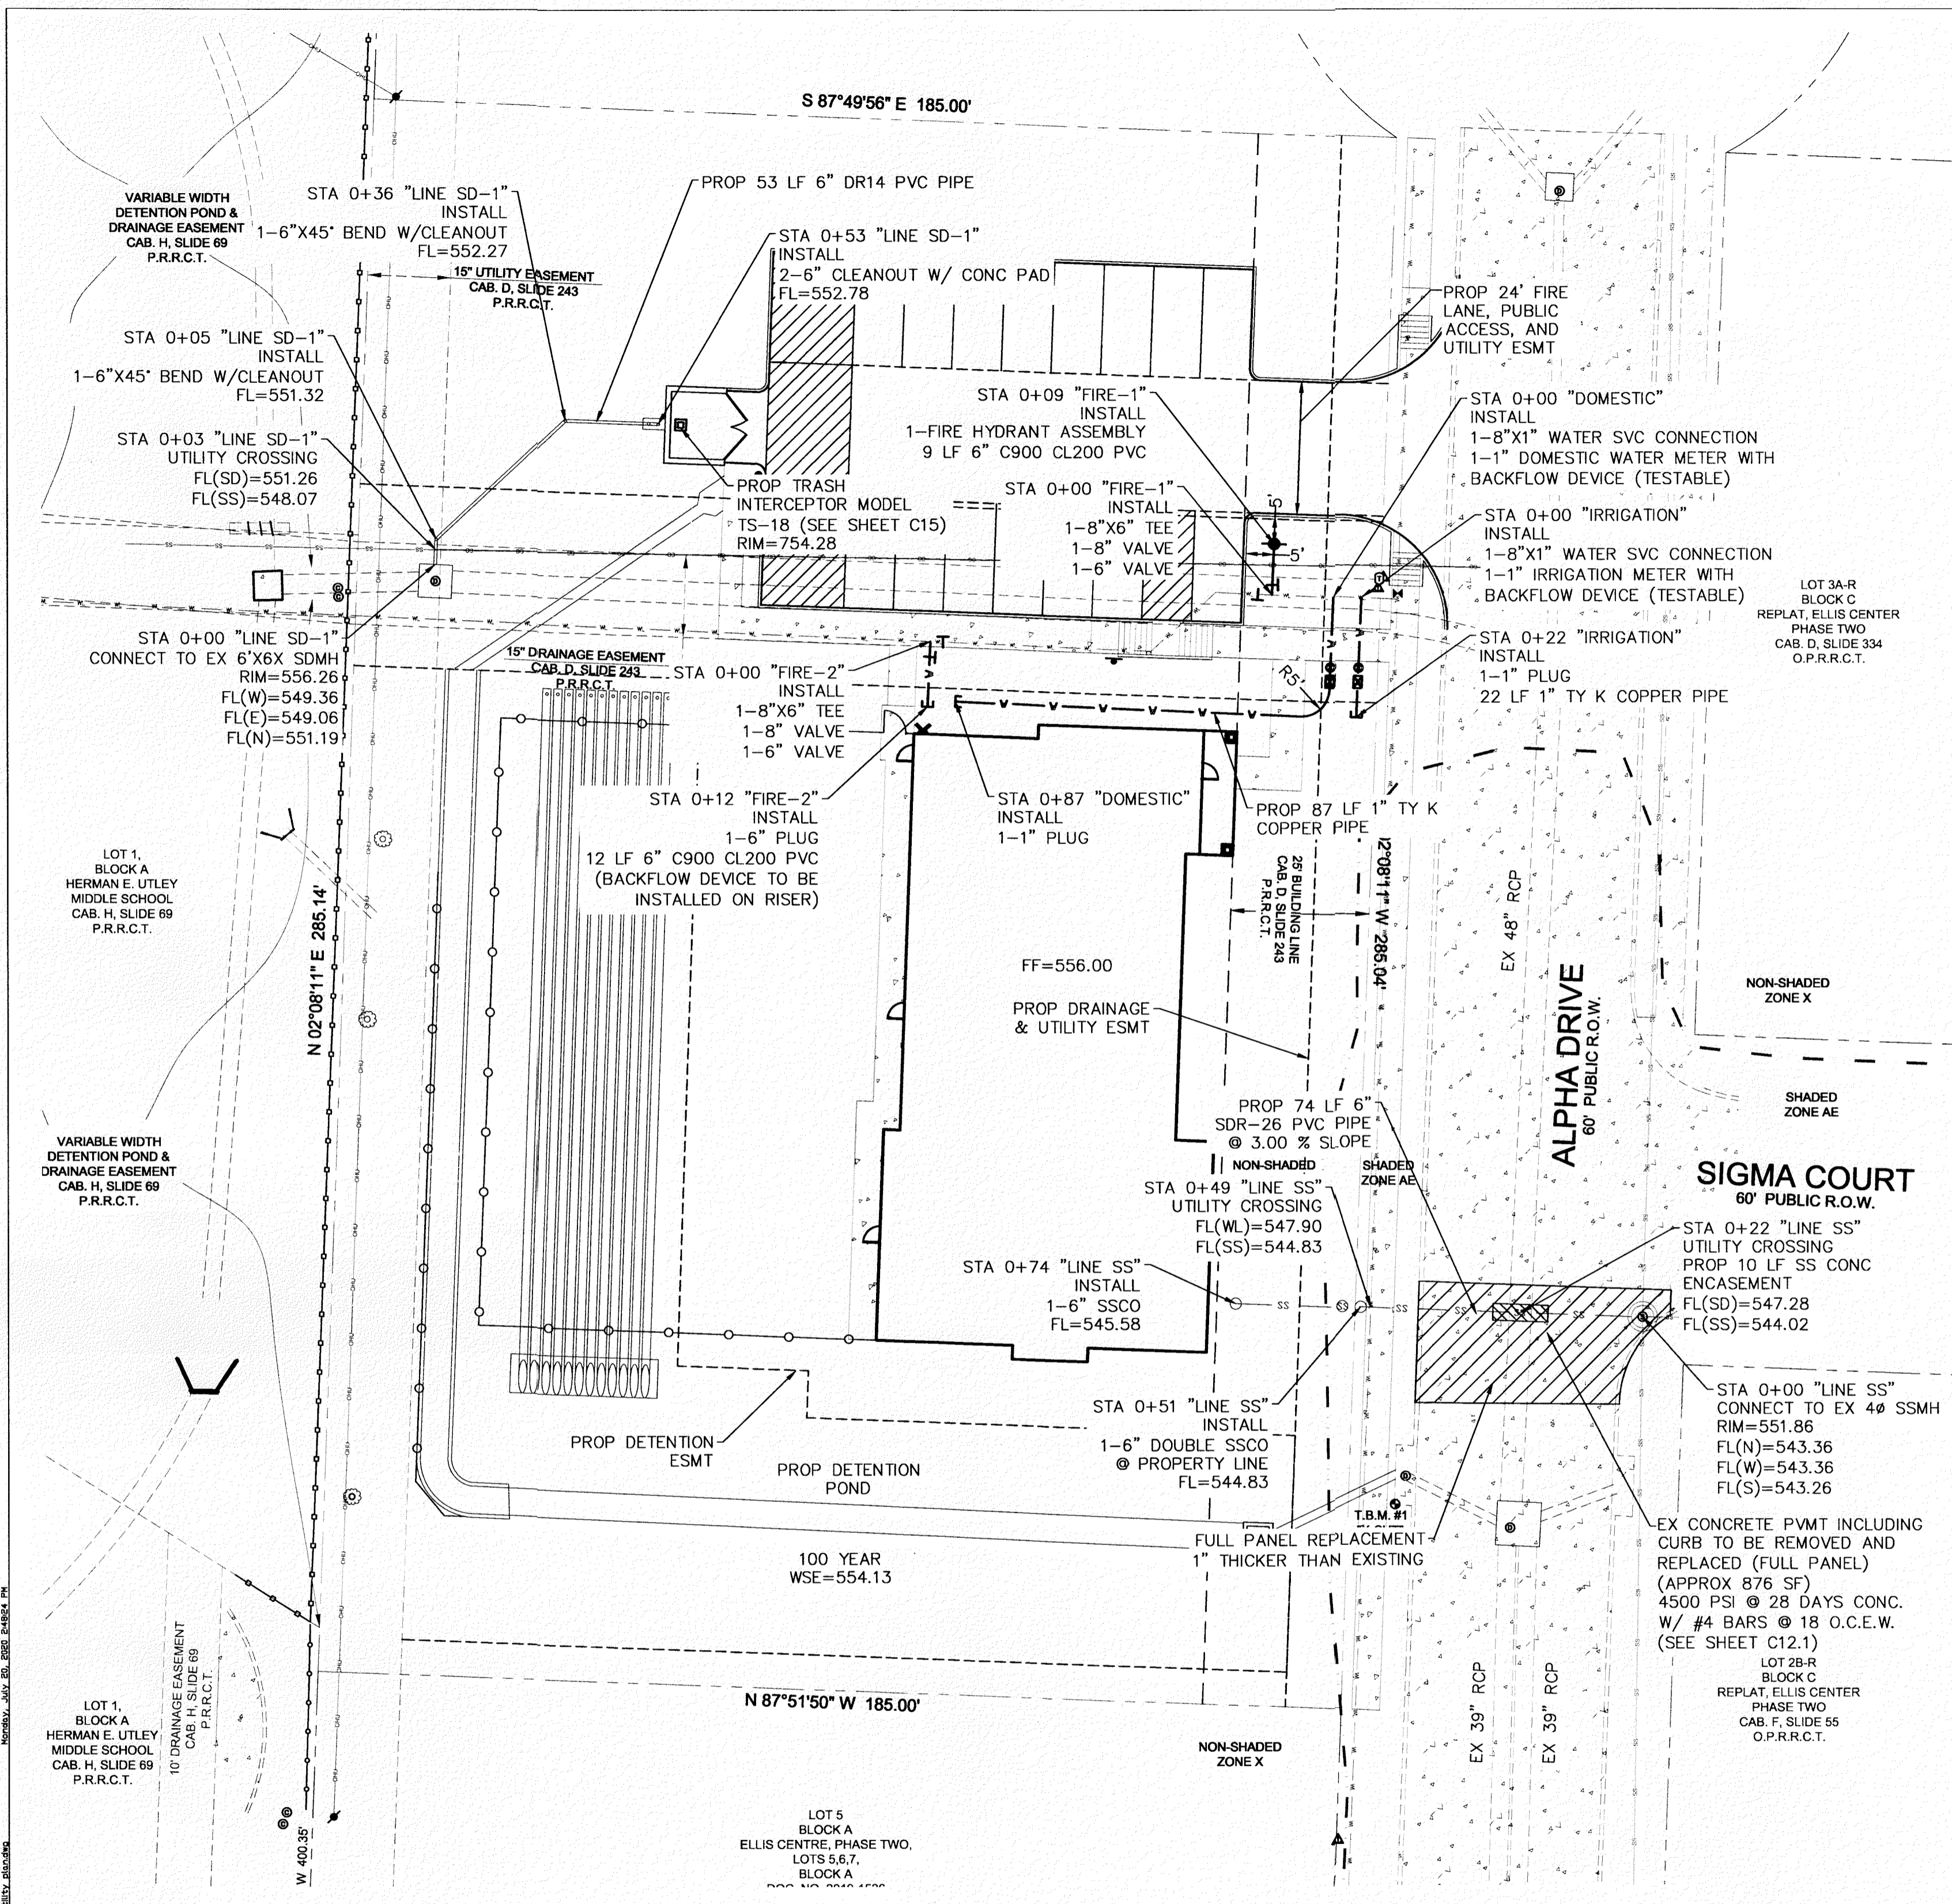 S 87°49'56" E 185.00'
VARIABLE WIDTH
DETENTION POND &
DRAINAGE EASEMENT
CAB. H, SLIDE 69
P.R.R.C.T.
STA 0+36 "LINE SD-1"
INSTALL
1-6"X45° BEND W/CLEANOUT
FL=552.27
PROP 53 LF 6" DR14 PVC PIPE
STA 0+53 "LINE SD-1"
INSTALL
2-6" CLEANOUT W/ CONC PAD
FL=552.78
15" UTILITY EASEMENT
CAB. D, SLIDE 243
P.R.R.C.T.
PROP 24' FIRE
LANE, PUBLIC
ACCESS, AND
UTILITY ESMT
STA 0+05 "LINE SD-1"
INSTALL
1-6"X45° BEND W/CLEANOUT
FL=551.32
STA 0+09 "FIRE-1"
INSTALL
1-FIRE HYDRANT ASSEMBLY
9 LF 6" C900 CL200 PVC
STA 0+00 "DOMESTIC"
INSTALL
1-8"X1" WATER SVC CONNECTION
1-1" DOMESTIC WATER METER WITH
BACKFLOW DEVICE (TESTABLE)
STA 0+03 "LINE SD-1"
UTILITY CROSSING
FL(SD)=551.26
FL(SS)=548.07
PROP TRASH
INTERCEPTOR MODEL
TS-18 (SEE SHEET C15)
RIM=754.28
STA 0+00 "FIRE-1"
INSTALL
1-8"X6" TEE
1-8" VALVE
1-6" VALVE
5'
5'
STA 0+00 "IRRIGATION"
INSTALL
1-8"X1" WATER SVC CONNECTION
1-1" IRRIGATION METER WITH
BACKFLOW DEVICE (TESTABLE)
LOT 3A-R
BLOCK C
REPLAT, ELLIS CENTER
PHASE TWO
CAB. D, SLIDE 334
O.P.R.R.C.T.
STA 0+00 "LINE SD-1"
CONNECT TO EX 6'X6X SDMH
RIM=556.26
FL(W)=549.36
FL(E)=549.06
FL(N)=551.19
15" DRAINAGE EASEMENT
CAB. D, SLIDE 243
P.R.R.C.T.
STA 0+00 "FIRE-2"
INSTALL
1-8"X6" TEE
1-8" VALVE
1-6" VALVE
R5'
STA 0+22 "IRRIGATION"
INSTALL
1-1" PLUG
22 LF 1" TY K COPPER PIPE
STA 0+12 "FIRE-2"
INSTALL
1-6" PLUG
12 LF 6" C900 CL200 PVC
(BACKFLOW DEVICE TO BE
INSTALLED ON RISER)
STA 0+87 "DOMESTIC"
INSTALL
1-1" PLUG
PROP 87 LF 1" TY K
COPPER PIPE
LOT 1,
BLOCK A
HERMAN E. UTLEY
MIDDLE SCHOOL
CAB. H, SLIDE 69
P.R.R.C.T.
N 02°08'11" E 285.14'
25' BUILDING LINE
CAB. D, SLIDE 243
P.R.R.C.T.
2°08'11" W 285.04'
EX 48" RCP
FF=556.00
PROP DRAINAGE
& UTILITY ESMT
ALPHA DRIVE
60' PUBLIC R.O.W.
NON-SHADED
ZONE X
SHADED
ZONE AE
VARIABLE WIDTH
DETENTION POND &
DRAINAGE EASEMENT
CAB. H, SLIDE 69
P.R.R.C.T.
PROP 74 LF 6"
SDR-26 PVC PIPE
@ 3.00 % SLOPE
NON-SHADED
SHADED
ZONE AE
SIGMA COURT
60' PUBLIC R.O.W.
STA 0+49 "LINE SS"
UTILITY CROSSING
FL(WL)=547.90
FL(SS)=544.83
STA 0+22 "LINE SS"
UTILITY CROSSING
PROP 10 LF SS CONC
ENCASEMENT
FL(SD)=547.28
FL(SS)=544.02
STA 0+74 "LINE SS"
INSTALL
1-6" SSCO
FL=545.58
STA 0+51 "LINE SS"
INSTALL
1-6" DOUBLE SSCO
@ PROPERTY LINE
FL=544.83
STA 0+00 "LINE SS"
CONNECT TO EX 4ø SSMH
RIM=551.86
FL(N)=543.36
FL(W)=543.36
FL(S)=543.26
PROP DETENTION
ESMT
PROP DETENTION
POND
T.B.M. #1
FULL PANEL REPLACEMENT
1" THICKER THAN EXISTING
EX CONCRETE PVMT INCLUDING
CURB TO BE REMOVED AND
REPLACED (FULL PANEL)
(APPROX 876 SF)
4500 PSI @ 28 DAYS CONC.
W/ #4 BARS @ 18 O.C.E.W.
(SEE SHEET C12.1)
100 YEAR
WSE=554.13
LOT 2B-R
BLOCK C
REPLAT, ELLIS CENTER
PHASE TWO
CAB. F, SLIDE 55
O.P.R.R.C.T.
EX 39" RCP
EX 39" RCP
10' DRAINAGE EASEMENT
CAB. H, SLIDE 69
P.R.R.C.T.
LOT 1,
BLOCK A
HERMAN E. UTLEY
MIDDLE SCHOOL
CAB. H, SLIDE 69
P.R.R.C.T.
N 87°51'50" W 185.00'
NON-SHADED
ZONE X
W 400.35'
LOT 5
BLOCK A
ELLIS CENTRE, PHASE TWO,
LOTS 5,6,7,
BLOCK A
Monday, July 20, 2020